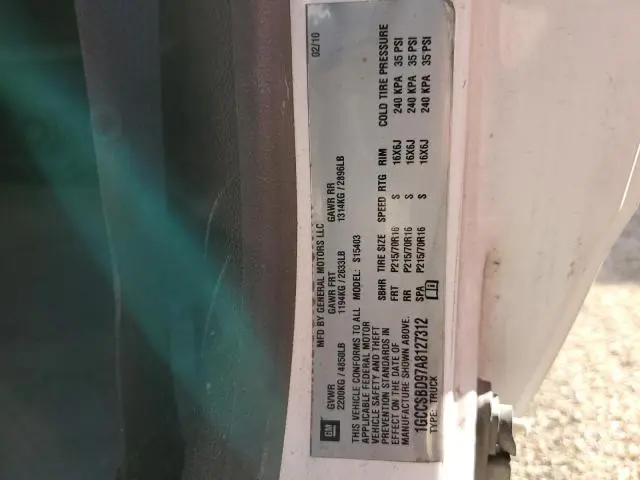 MFD BY GENERAL MOTORS LLC 02/10
GVWR GAWR FRT GAWR RR
2200KG / 4850LB 1194KG / 2633LB 1314KG / 2896LB
GM
THIS VEHICLE CONFORMS TO ALL MODEL: S15403
APPLICABLE FEDERAL MOTOR
VEHICLE SAFETY AND THEFT
PREVENTION STANDARDS IN
EFFECT ON THE DATE OF
MANUFACTURE SHOWN ABOVE.
SBHR TIRE SIZE SPEED RTG RIM COLD TIRE PRESSURE
FRT P215/70R16 S 16X6J 240 KPA 35 PSI
RR P215/70R16 S 16X6J 240 KPA 35 PSI
SPA P215/70R16 S 16X6J 240 KPA 35 PSI
1GCCSBD97A8127312
TYPE: TRUCK